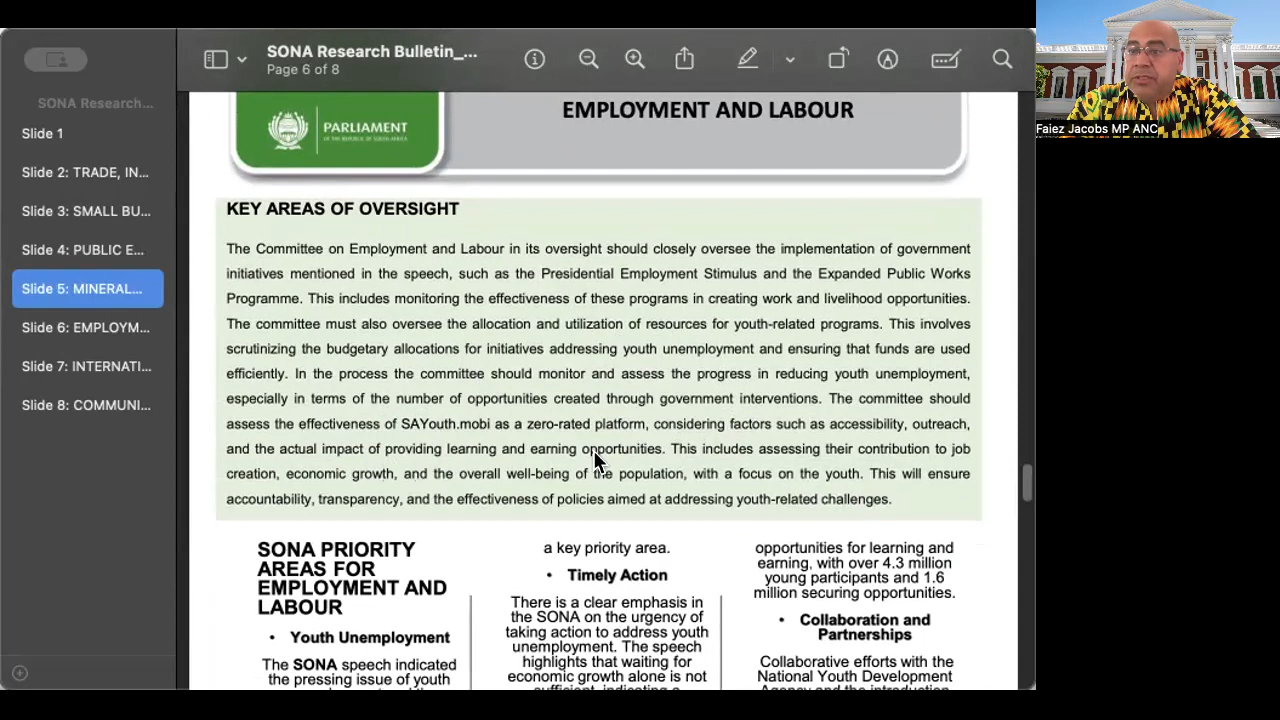 SONA Research Bulletin_...
Page 6 of 8
Faiez Jacobs MP ANC
SONA Research...
Slide 1
Slide 2: TRADE, IN...
Slide 3: SMALL BU...
Slide 4: PUBLIC E...
Slide 5: MINERAL...
Slide 6: EMPLOYM...
Slide 7: INTERNATI...
Slide 8: COMMUNI...
PARLIAMENT
OF THE REPUBLIC OF SOUTH AFRICA
EMPLOYMENT AND LABOUR
KEY AREAS OF OVERSIGHT
The Committee on Employment and Labour in its oversight should closely oversee the implementation of government
initiatives mentioned in the speech, such as the Presidential Employment Stimulus and the Expanded Public Works
Programme. This includes monitoring the effectiveness of these programs in creating work and livelihood opportunities.
The committee must also oversee the allocation and utilization of resources for youth-related programs. This involves
scrutinizing the budgetary allocations for initiatives addressing youth unemployment and ensuring that funds are used
efficiently. In the process the committee should monitor and assess the progress in reducing youth unemployment,
especially in terms of the number of opportunities created through government interventions. The committee should
assess the effectiveness of SAYouth.mobi as a zero-rated platform, considering factors such as accessibility, outreach,
and the actual impact of providing learning and earning opportunities. This includes assessing their contribution to job
creation, economic growth, and the overall well-being of the population, with a focus on the youth. This will ensure
accountability, transparency, and the effectiveness of policies aimed at addressing youth-related challenges.
SONA PRIORITY
AREAS FOR
EMPLOYMENT AND
LABOUR
• Youth Unemployment
The SONA speech indicated
the pressing issue of youth
a key priority area.
• Timely Action
There is a clear emphasis in
the SONA on the urgency of
taking action to address youth
unemployment. The speech
highlights that waiting for
economic growth alone is not
sufficient, indicating a
opportunities for learning and
earning, with over 4.3 million
young participants and 1.6
million securing opportunities.
• Collaboration and
Partnerships
Collaborative efforts with the
National Youth Development
Agency and the introduction